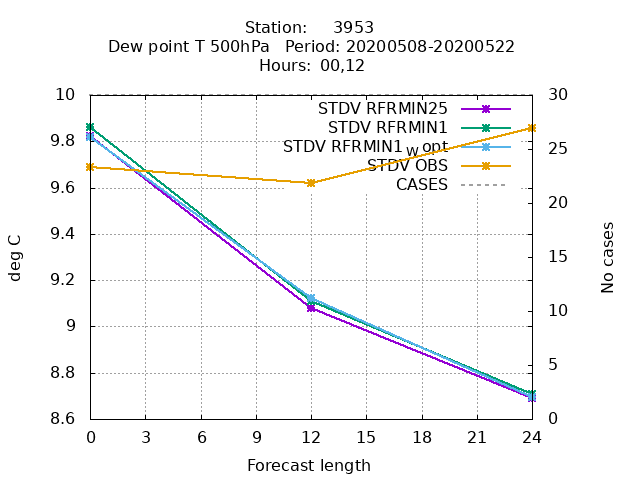 Station: 3953
Dew point T 500hPa Period: 20200508-20200522
Hours: 00,12
STDV RFRMIN25
STDV RFRMIN1
STDV RFRMIN1_W opt
STDV OBS
CASES
deg C
10
9.8
9.6
9.4
9.2
9
8.8
8.6
No cases
30
25
20
15
10
5
0
0 3 6 9 12 15 18 21 24
Forecast length